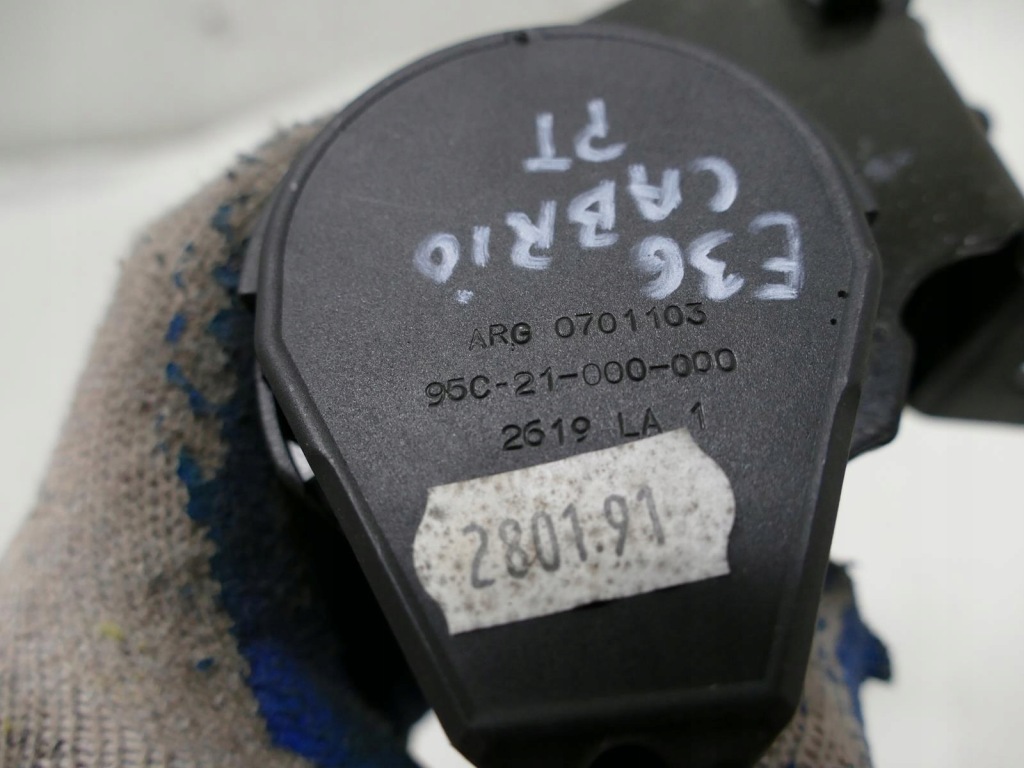 E36
CABRIO
PT
ARG 0701103
95C-21-000-000
2619 LA 1
2801.91